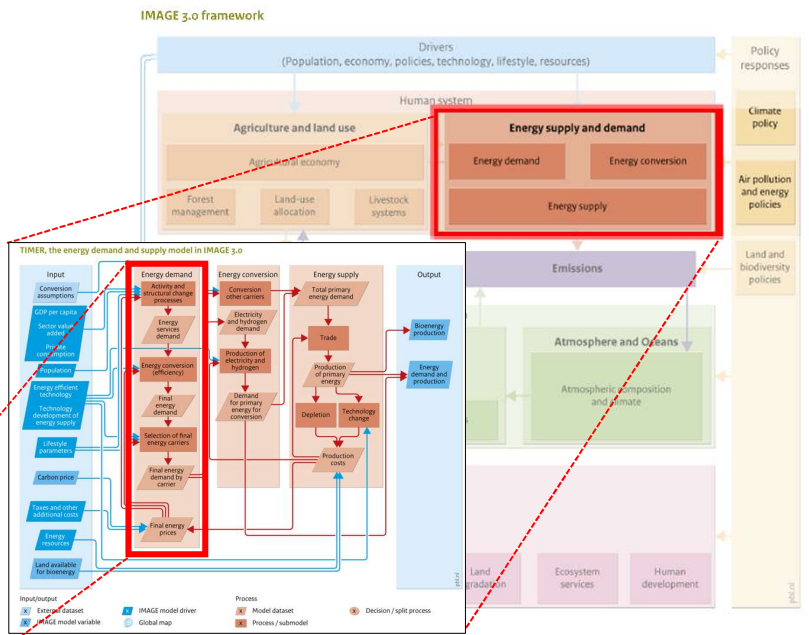 IMAGE 3.0 framework
Drivers
(Population, economy, policies, technology, lifestyle, resources)
Policy
responses
Human system
Climate
policy
Agriculture and land use
Energy supply and demand
Agricultural economy
Energy demand
Energy conversion
Air pollution
and energy
policies
Forest
management
Land-use
allocation
Livestock
systems
Energy supply
Emissions
Land and
biodiversity
policies
Atmosphere and Oceans
Atmospheric composition
and climate
Land
Ecosystem
services
Human
development
pbl.nl
TIMER, the energy demand and supply model in IMAGE 3.0
Input
Energy demand
Energy conversion
Energy supply
Output
Conversion
assumptions
GDP per capita
Sector value
added
Private
consumption
Population
Energy efficient
technology
Technology
development of
energy supply
Lifestyle
parameters
Carbon price
Taxes and other
additional costs
Energy
resources
Land available
for bioenergy
Activity and
structural change
processes
Energy
services
demand
Energy conversion
(efficiency)
Final
energy
demand
Selection of final
energy carriers
Final energy
demand by
carrier
Final energy
prices
Conversion
other carriers
Electricity
and hydrogen
demand
Production of
electricity and
hydrogen
Demand
for primary
energy for
conversion
Total primary
energy demand
Trade
Production
of primary
energy
Depletion
Technology
change
Production
costs
Bioenergy
production
Energy
demand and
production
pbl.nl
Input/output
Process
x External dataset
x IMAGE model driver
x Model dataset
x Decision / split process
x IMAGE model variable
Global map
x Process / submodel